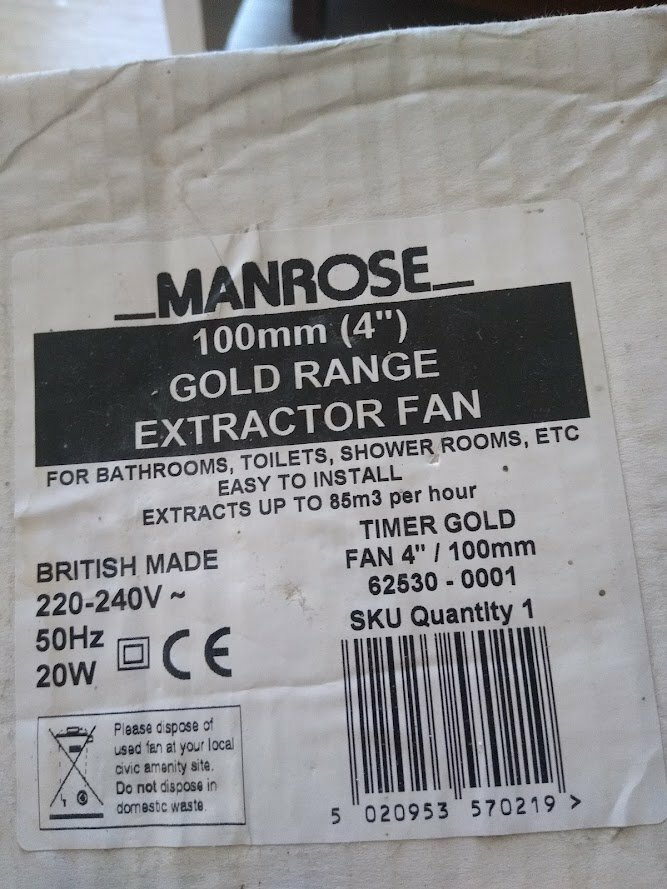 MANROSE
100mm (4")
GOLD RANGE
EXTRACTOR FAN
FOR BATHROOMS, TOILETS, SHOWER ROOMS, ETC
EASY TO INSTALL
EXTRACTS UP TO 85m3 per hour
TIMER GOLD
FAN 4" / 100mm
62530 - 0001
SKU Quantity 1
BRITISH MADE
220-240V ~
50Hz
20W
CE
Please dispose of
used fan at your local
civic amenity site.
Do not dispose in
domestic waste.
5 020953 570219 >